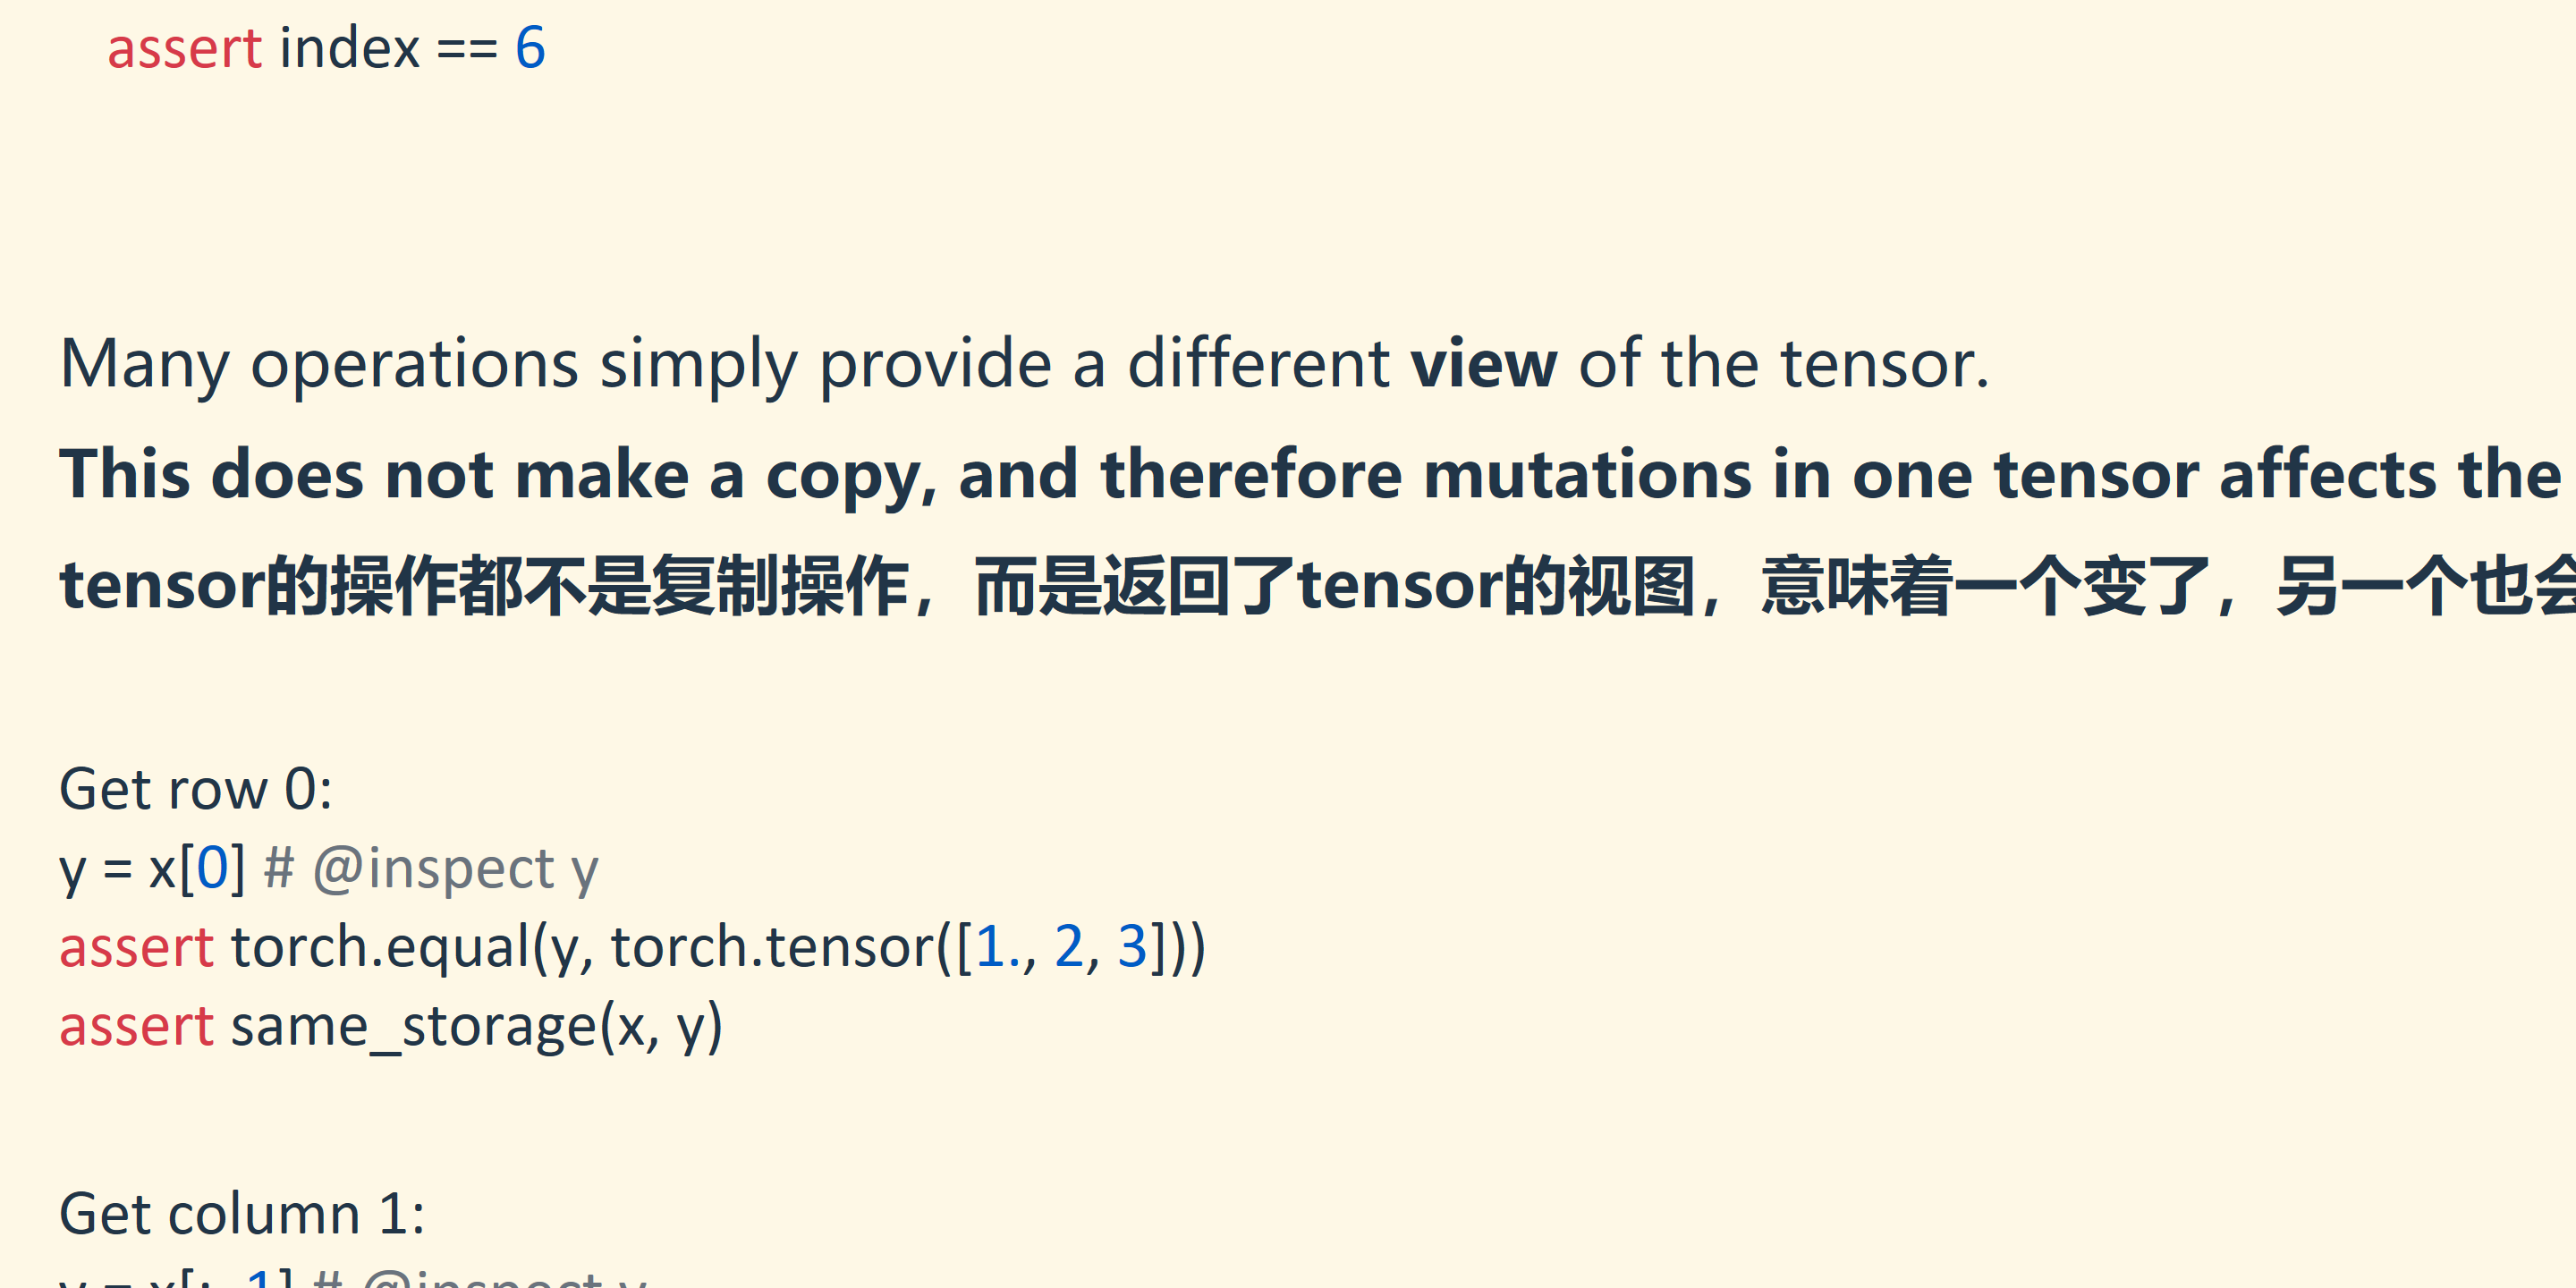 assert index == 6
Many operations simply provide a different view of the tensor.
This does not make a copy, and therefore mutations in one tensor affects the
tensor的操作都不是复制操作，而是返回了tensor的视图，意味着一个变了，另一个也会
Get row 0:
y = x[0] # @inspect y
assert torch.equal(y, torch.tensor([1., 2, 3]))
assert same_storage(x, y)
Get column 1:
y = x[:, 1] # @inspect y